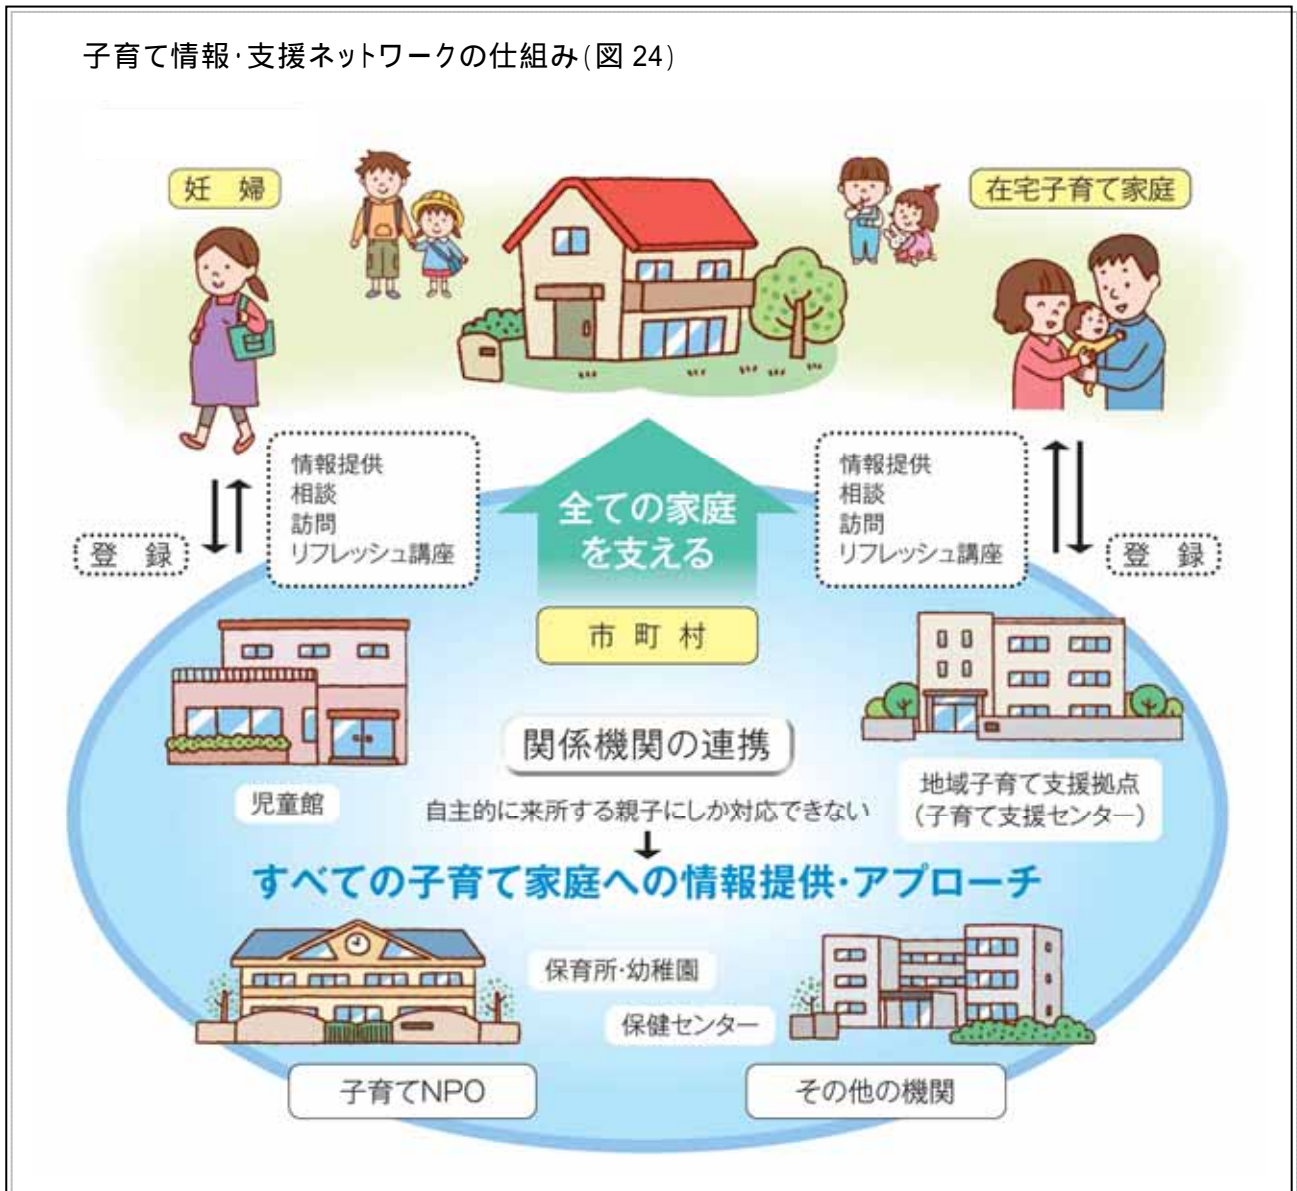 子育て情報・支援ネットワークの仕組み(図24)
妊婦
在宅子育て家庭
情報提供
相談
訪問
リフレッシュ講座
登録
全ての家庭
を支える
情報提供
相談
訪問
リフレッシュ講座
登録
市町村
関係機関の連携
児童館
地域子育て支援拠点
(子育て支援センター)
自主的に来所する親子にしか対応できない
すべての子育て家庭への情報提供・アプローチ
保育所・幼稚園
保健センター
子育てNPO
その他の機関